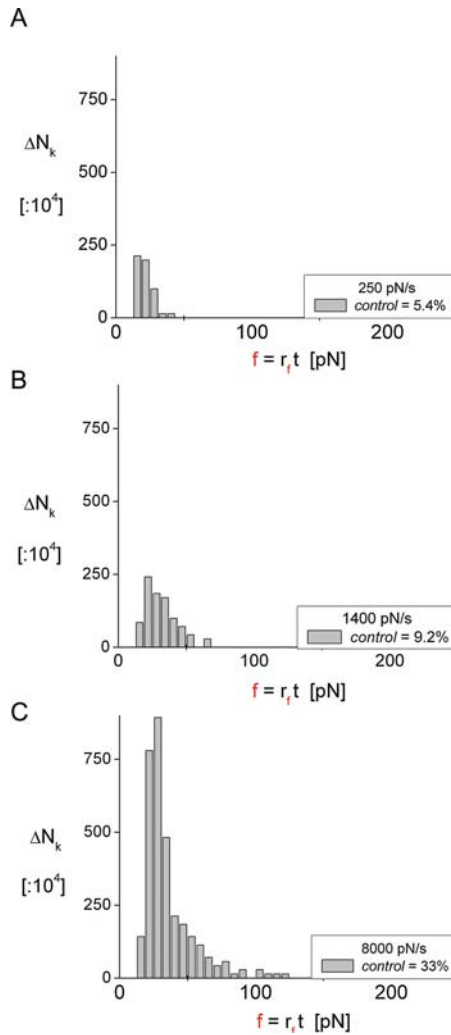 A
750
ΔN_k
500
[:10^4]
250
250 pN/s
control = 5.4%
0
0 100 200
f = r_f t [pN]
B
750
ΔN_k
500
[:10^4]
250
1400 pN/s
control = 9.2%
0
0 100 200
f = r_f t [pN]
C
750
ΔN_k
500
[:10^4]
250
8000 pN/s
control = 33%
0
0 100 200
f = r_f t [pN]